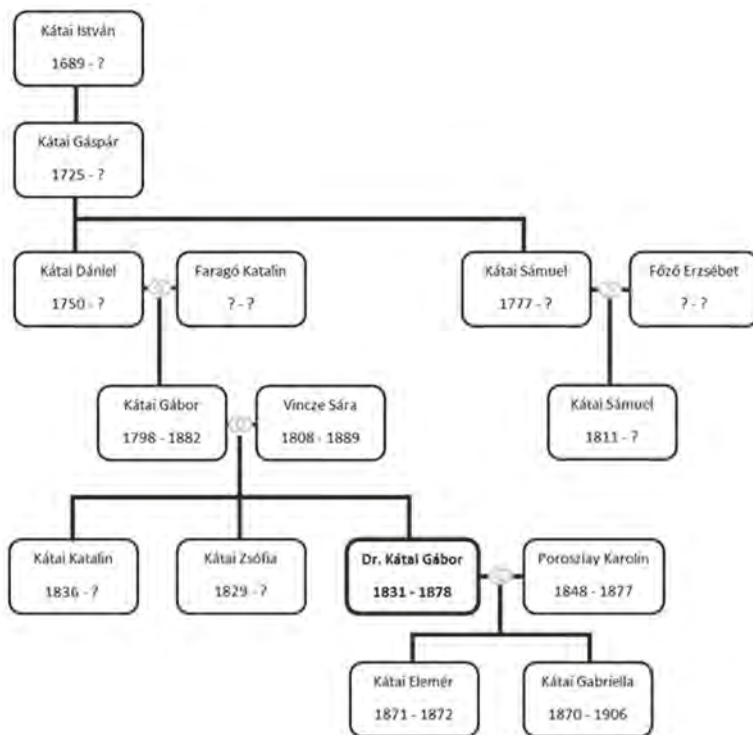 Kátai István
1689 - ?
Kátai Gáspár
1725 - ?
Kátai Dániel
1750 - ?
Faragó Katalin
? - ?
Kátai Sámuel
1777 - ?
Főző Erzsébet
? - ?
Kátai Gábor
1798 - 1882
Vincze Sára
1808 - 1889
Kátai Sámuel
1811 - ?
Kátai Katalin
1836 - ?
Kátai Zsófia
1829 - ?
Dr. Kátai Gábor
1831 - 1878
Poroszlay Karolin
1848 - 1877
Kátai Elemér
1871 - 1872
Kátai Gabriella
1870 - 1906